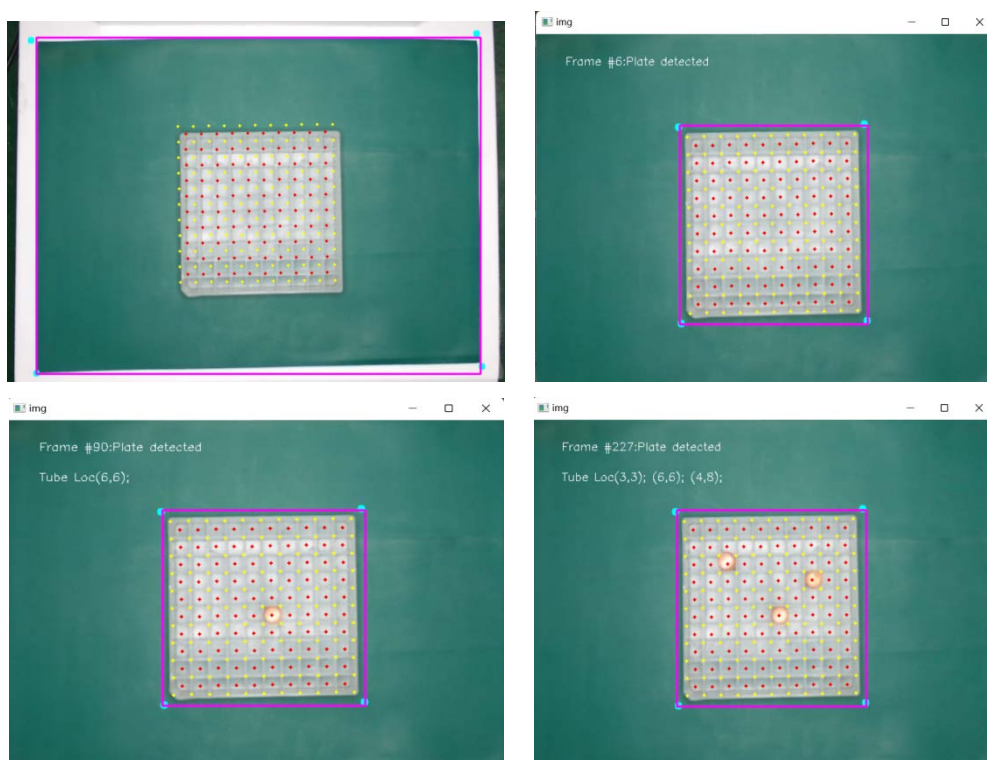 img
Frame #6:Plate detected
img
Frame #90:Plate detected
Tube Loc(6,6);
img
Frame #227:Plate detected
Tube Loc(3,3); (6,6); (4,8);